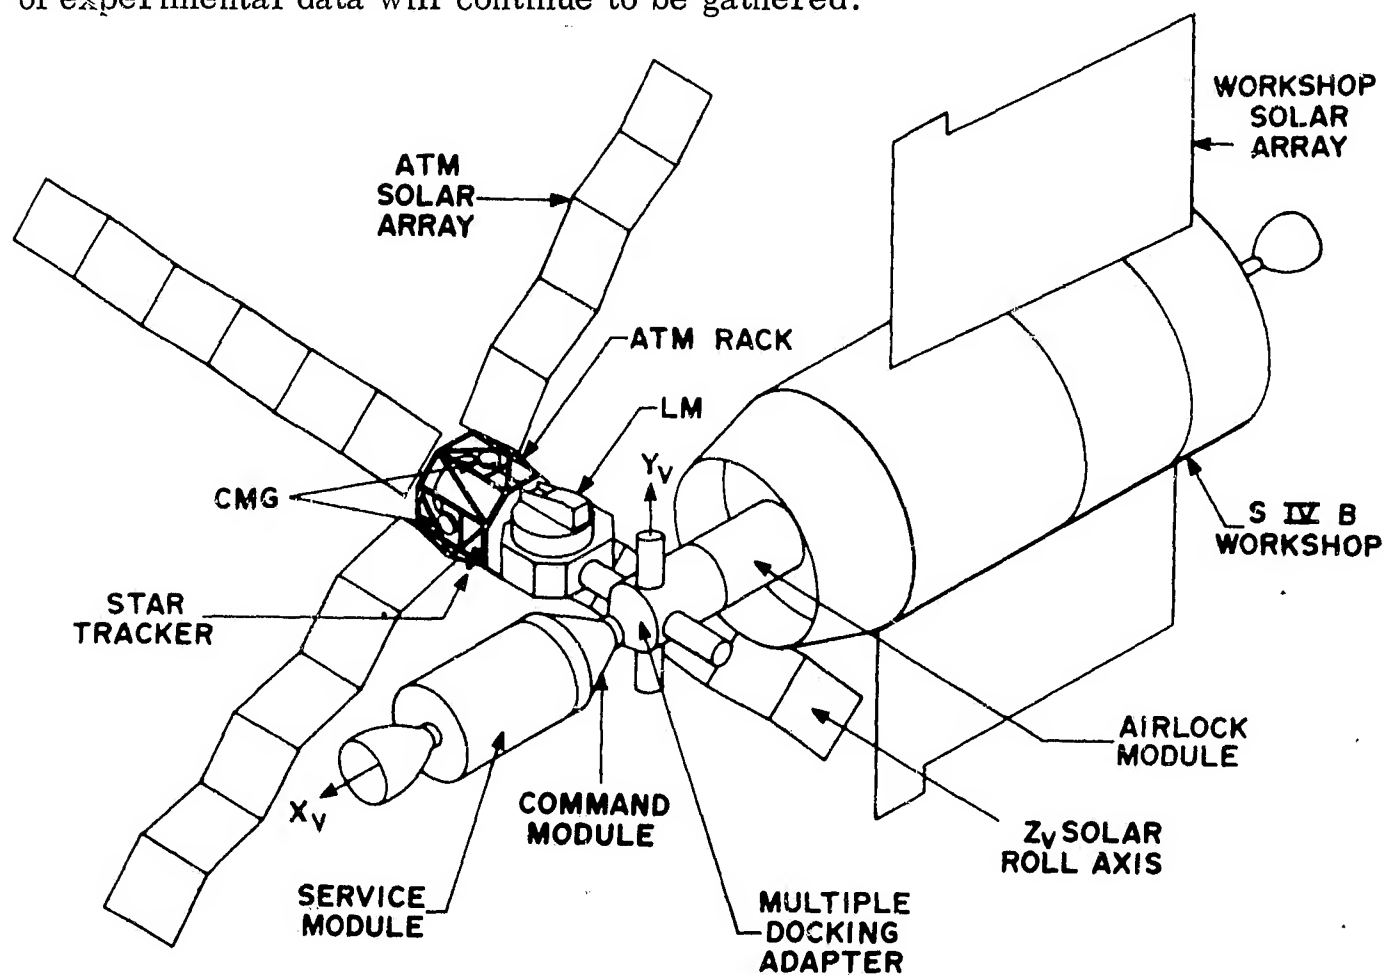 of experimental data will continue to be gathered.
WORKSHOP
SOLAR
ARRAY
ATM
SOLAR
ARRAY
ATM RACK
LM
YV
CMG
S IV B
WORKSHOP
STAR
TRACKER
AIRLOCK
MODULE
XV
COMMAND
MODULE
ZV SOLAR
ROLL AXIS
SERVICE
MODULE
MULTIPLE
DOCKING
ADAPTER